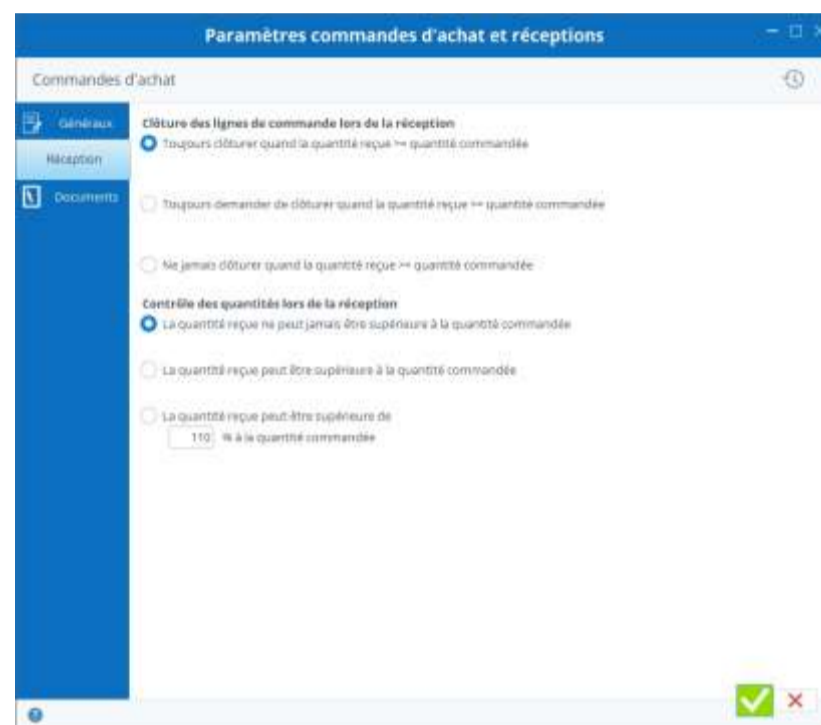 Paramètres commandes d'achat et réceptions
Commandes d'achat
Généraux
Réception
Documents
Clôture des lignes de commande lors de la réception
Toujours clôturer quand la quantité reçue >= quantité commandée
Toujours demander de clôturer quand la quantité reçue >= quantité commandée
Ne jamais clôturer quand la quantité reçue >= quantité commandée
Contrôle des quantités lors de la réception
La quantité reçue ne peut jamais être supérieure à la quantité commandée
La quantité reçue peut être supérieure à la quantité commandée
La quantité reçue peut être supérieure de
110 % à la quantité commandée